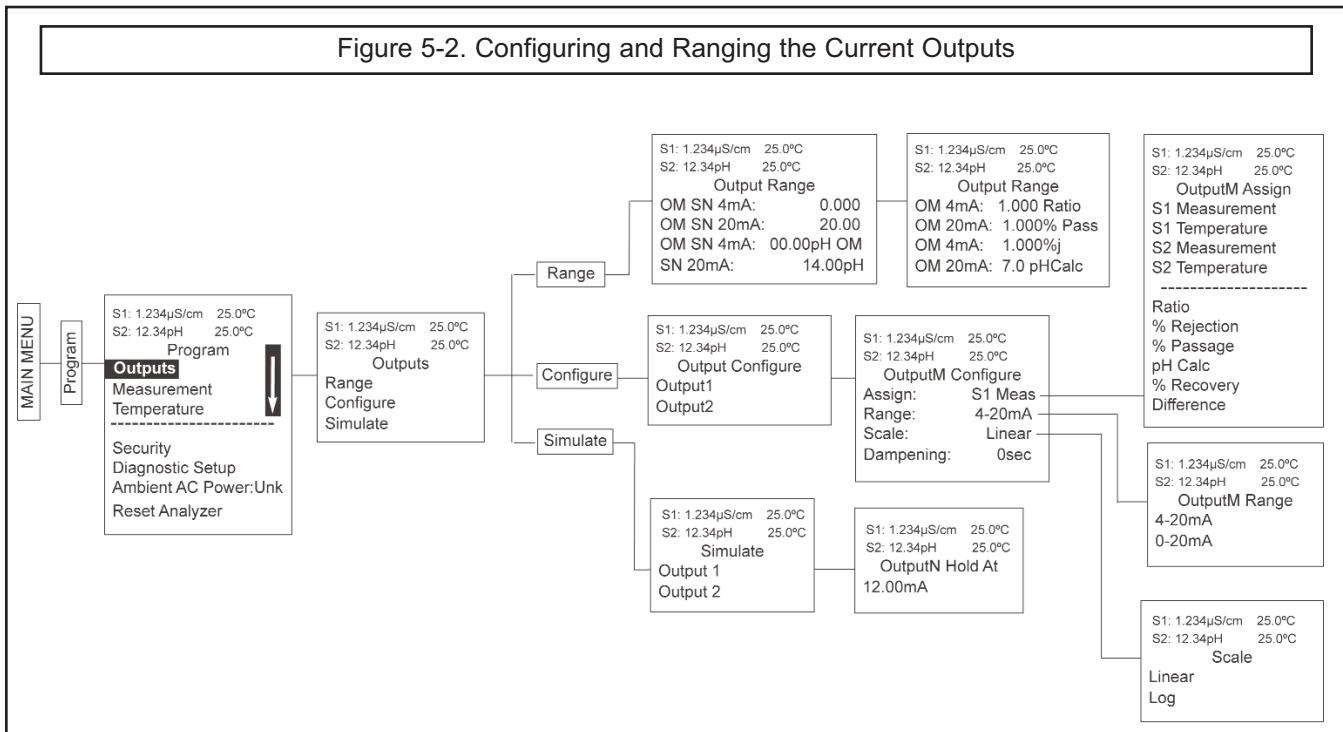 Figure 5-2. Configuring and Ranging the Current Outputs
MAIN MENU
Program
S1: 1.234µS/cm 25.0ºC
S2: 12.34pH 25.0ºC
Program
Outputs
Measurement
Temperature
Security
Diagnostic Setup
Ambient AC Power:Unk
Reset Analyzer
S1: 1.234µS/cm 25.0ºC
S2: 12.34pH 25.0ºC
Outputs
Range
Configure
Simulate
Range
S1: 1.234µS/cm 25.0ºC
S2: 12.34pH 25.0ºC
Output Range
OM SN 4mA: 0.000
OM SN 20mA: 20.00
OM SN 4mA: 00.00pH OM
SN 20mA: 14.00pH
S1: 1.234µS/cm 25.0ºC
S2: 12.34pH 25.0ºC
Output Range
OM 4mA: 1.000 Ratio
OM 20mA: 1.000% Pass
OM 4mA: 1.000%j
OM 20mA: 7.0 pHCalc
Configure
S1: 1.234µS/cm 25.0ºC
S2: 12.34pH 25.0ºC
Output Configure
Output1
Output2
S1: 1.234µS/cm 25.0ºC
S2: 12.34pH 25.0ºC
OutputM Configure
Assign: S1 Meas
Range: 4-20mA
Scale: Linear
Dampening: 0sec
S1: 1.234µS/cm 25.0ºC
S2: 12.34pH 25.0ºC
OutputM Assign
S1 Measurement
S1 Temperature
S2 Measurement
S2 Temperature
Ratio
% Rejection
% Passage
pH Calc
% Recovery
Difference
S1: 1.234µS/cm 25.0ºC
S2: 12.34pH 25.0ºC
OutputM Range
4-20mA
0-20mA
S1: 1.234µS/cm 25.0ºC
S2: 12.34pH 25.0ºC
Scale
Linear
Log
Simulate
S1: 1.234µS/cm 25.0ºC
S2: 12.34pH 25.0ºC
Simulate
Output 1
Output 2
S1: 1.234µS/cm 25.0ºC
S2: 12.34pH 25.0ºC
OutputN Hold At
12.00mA